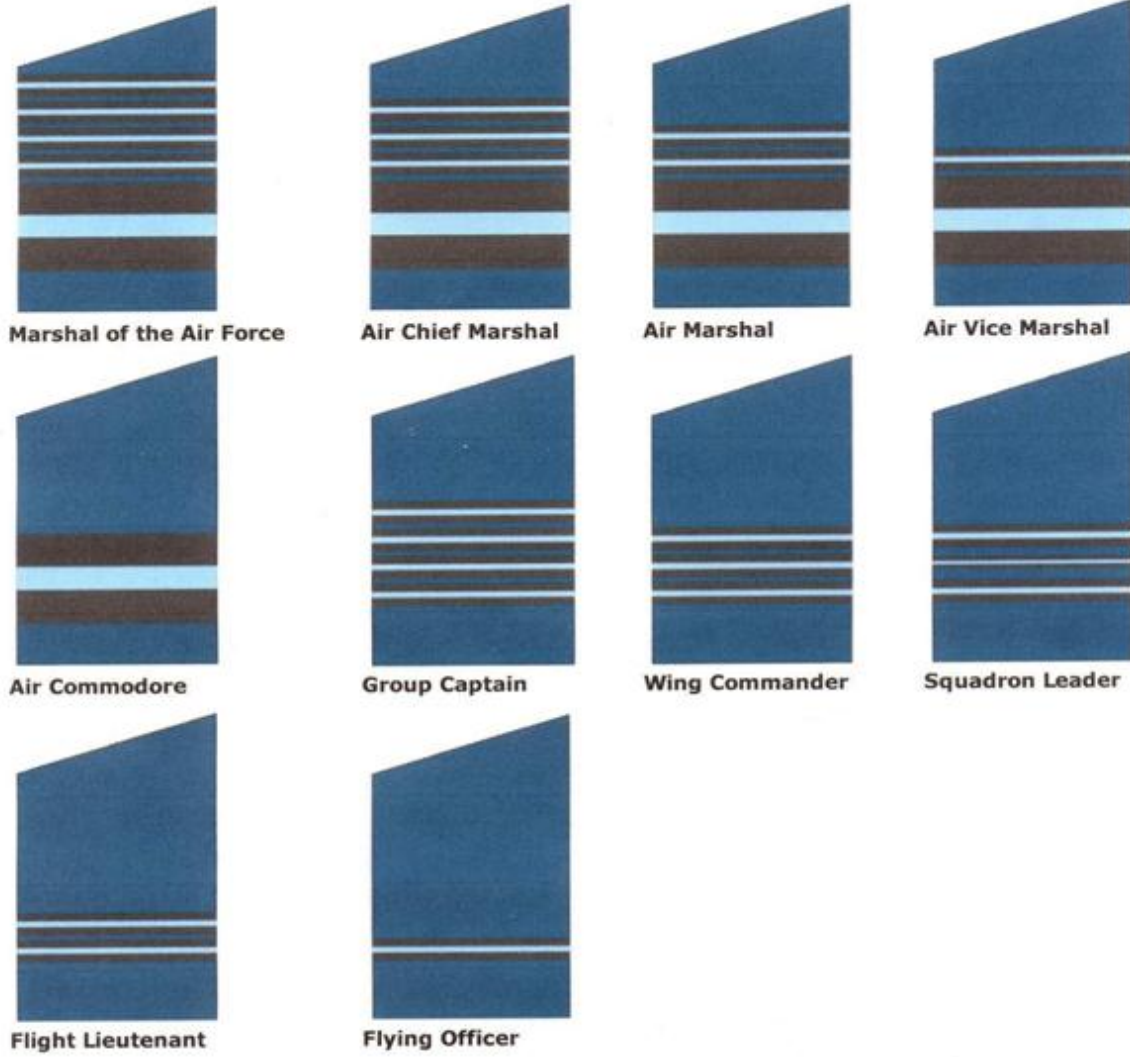 Marshal of the Air Force
Air Chief Marshal
Air Marshal
Air Vice Marshal
Air Commodore
Group Captain
Wing Commander
Squadron Leader
Flight Lieutenant
Flying Officer